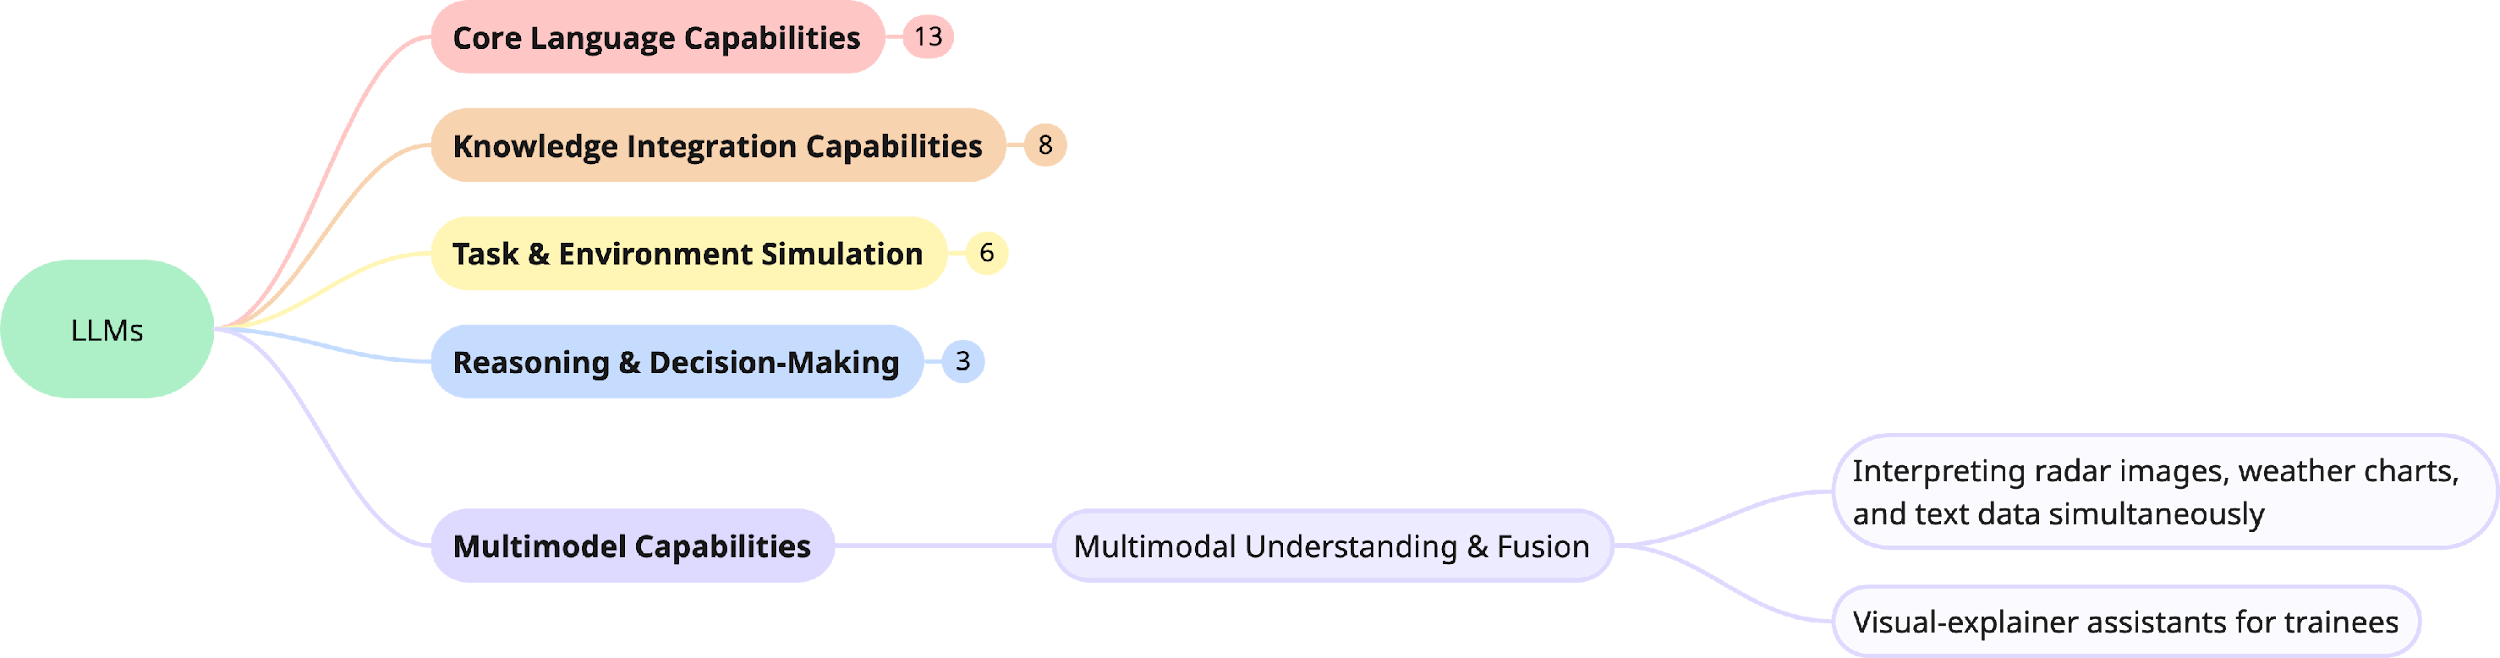 Core Language Capabilities
13
Knowledge Integration Capabilities
8
Task & Environment Simulation
6
LLMs
Reasoning & Decision-Making
3
Multimodel Capabilities
Multimodal Understanding & Fusion
Interpreting radar images, weather charts,
and text data simultaneously
Visual-explainer assistants for trainees